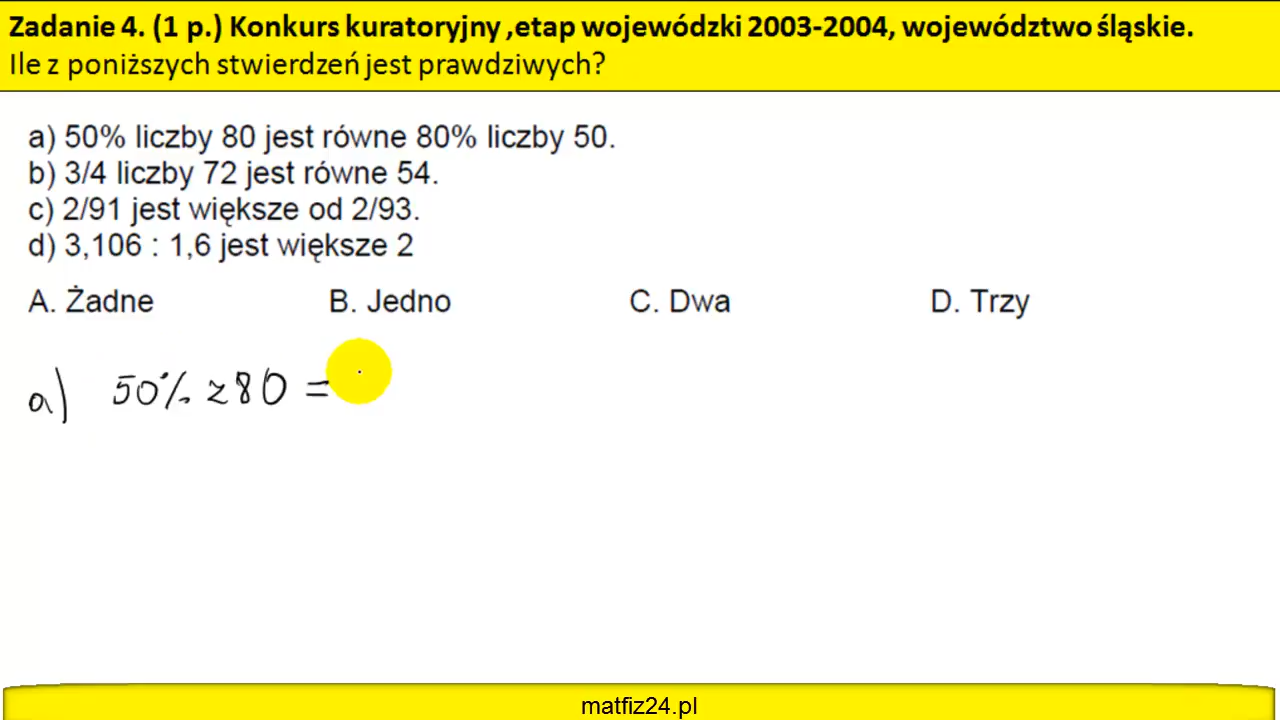 Zadanie 4. (1 p.) Konkurs kuratoryjny ,etap wojewódzki 2003-2004, województwo śląskie.
Ile z poniższych stwierdzeń jest prawdziwych?
a) 50% liczby 80 jest równe 80% liczby 50.
b) 3/4 liczby 72 jest równe 54.
c) 2/91 jest większe od 2/93.
d) 3,106 : 1,6 jest większe 2
A. Żadne B. Jedno C. Dwa D. Trzy
a) 50% z 80 =
matfiz24.pl